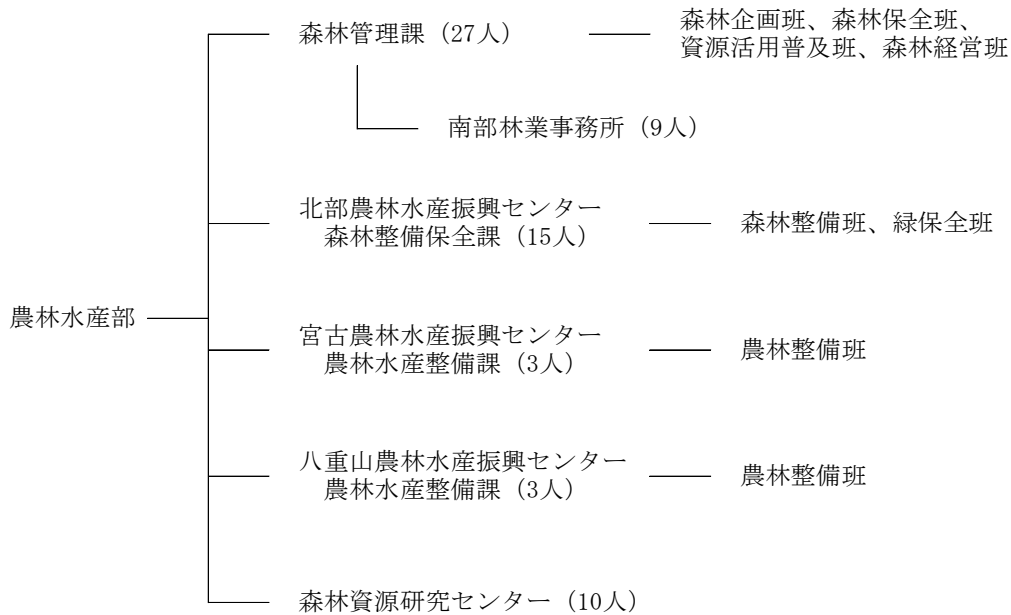 森林管理課（27人）
森林企画班、森林保全班、
資源活用普及班、森林経営班
南部林業事務所（9人）
北部農林水産振興センター
森林整備保全課（15人）
森林整備班、緑保全班
農林水産部
宮古農林水産振興センター
農林水産整備課（3人）
農林整備班
八重山農林水産振興センター
農林水産整備課（3人）
農林整備班
森林資源研究センター（10人）